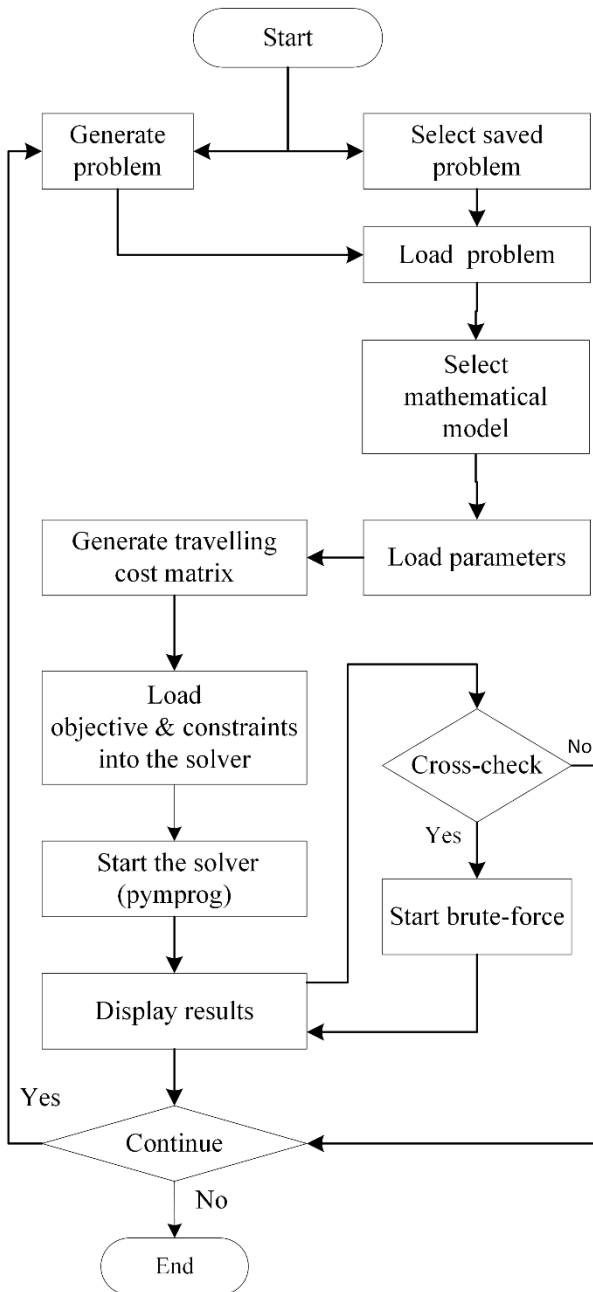 Start
Generate
problem
Select saved
problem
Load problem
Select
mathematical
model
Generate travelling
cost matrix
Load parameters
Load
objective & constraints
into the solver
Cross-check
No
Yes
Start the solver
(pymprog)
Start brute-force
Display results
Yes
Continue
No
End